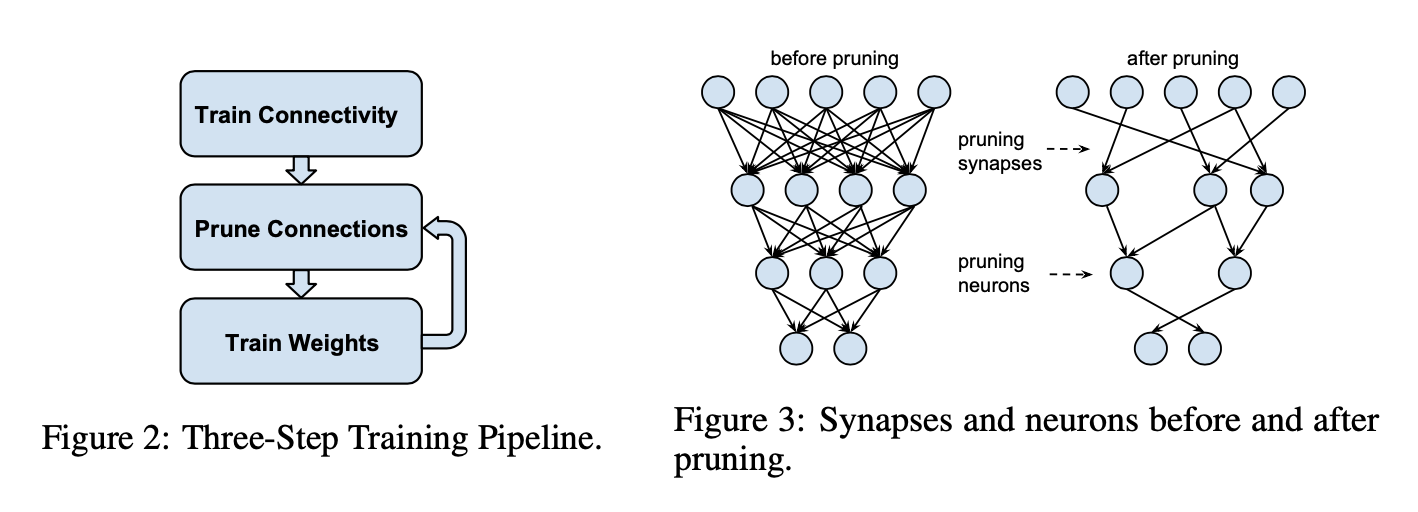 Train Connectivity
Prune Connections
Train Weights
Figure 2: Three-Step Training Pipeline.
before pruning
after pruning
pruning
synapses
pruning
neurons
Figure 3: Synapses and neurons before and after
pruning.